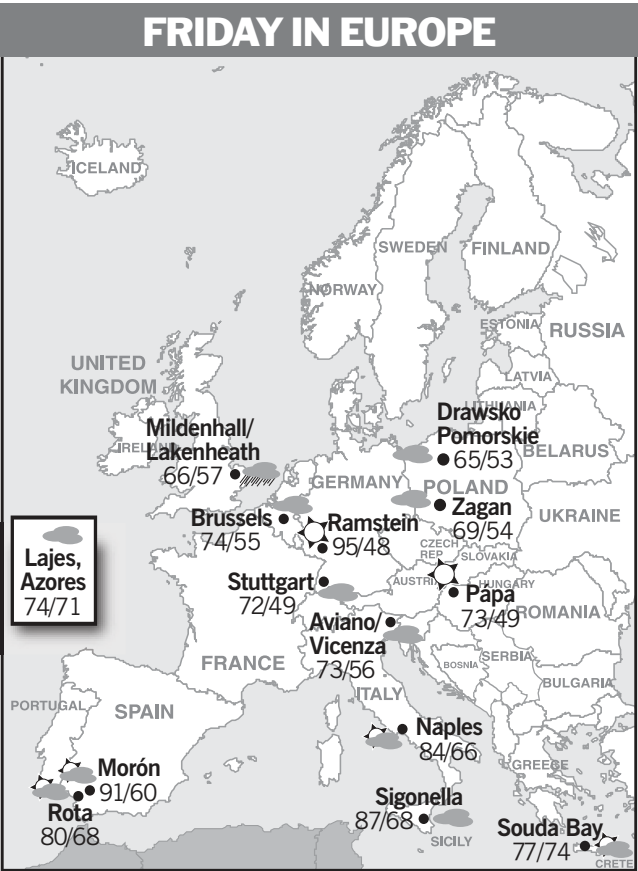 FRIDAY IN EUROPE
ICELAND
SWEDEN
FINLAND
NORWAY
RUSSIA
ESTONIA
LATVIA
LITHUANIA
UNITED
KINGDOM
IRELAND
Mildenhall/
Lakenheath
66/57
Drawsko
Pomorskie
65/53
BELARUS
GERMANY
POLAND
Zagan
69/54
UKRAINE
Brussels
74/55
Ramstein
95/48
CZECH
REP.
SLOVAKIA
Lajes,
Azores
74/71
Stuttgart
72/49
AUSTRIA
HUNGARY
Pápa
73/49
ROMANIA
Aviano/
Vicenza
73/56
FRANCE
BOSNIA
SERBIA
BULGARIA
ITALY
PORTUGAL
SPAIN
Naples
84/66
GREECE
Morón
91/60
Rota
80/68
Sigonella
87/68
SICILY
Souda Bay
77/74
CRETE